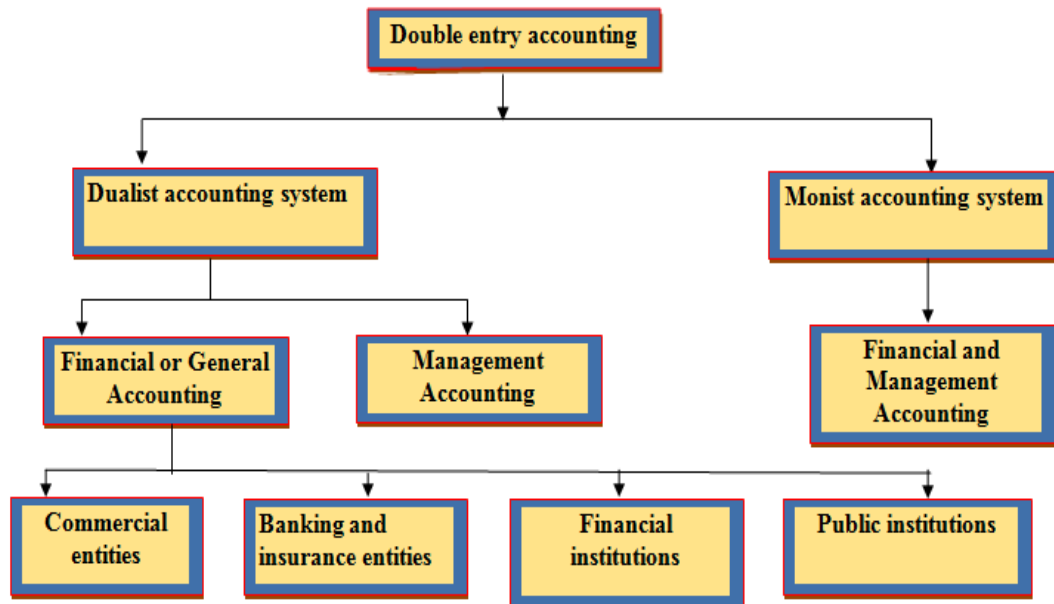 Double entry accounting
Dualist accounting system
Monist accounting system
Financial or General
Accounting
Management
Accounting
Financial and
Management
Accounting
Commercial
entities
Banking and
insurance entities
Financial
institutions
Public institutions